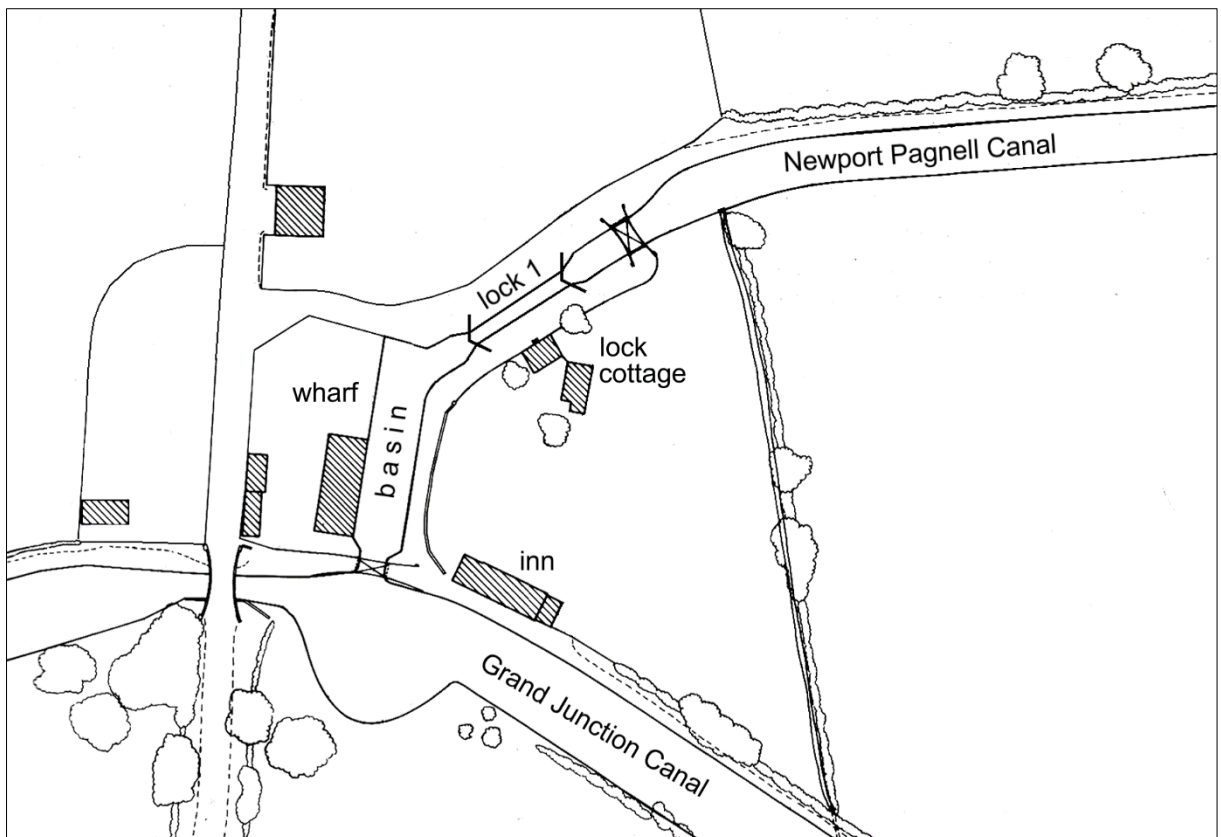 Newport Pagnell Canal
lock 1
lock
cottage
wharf
basin
inn
Grand Junction Canal